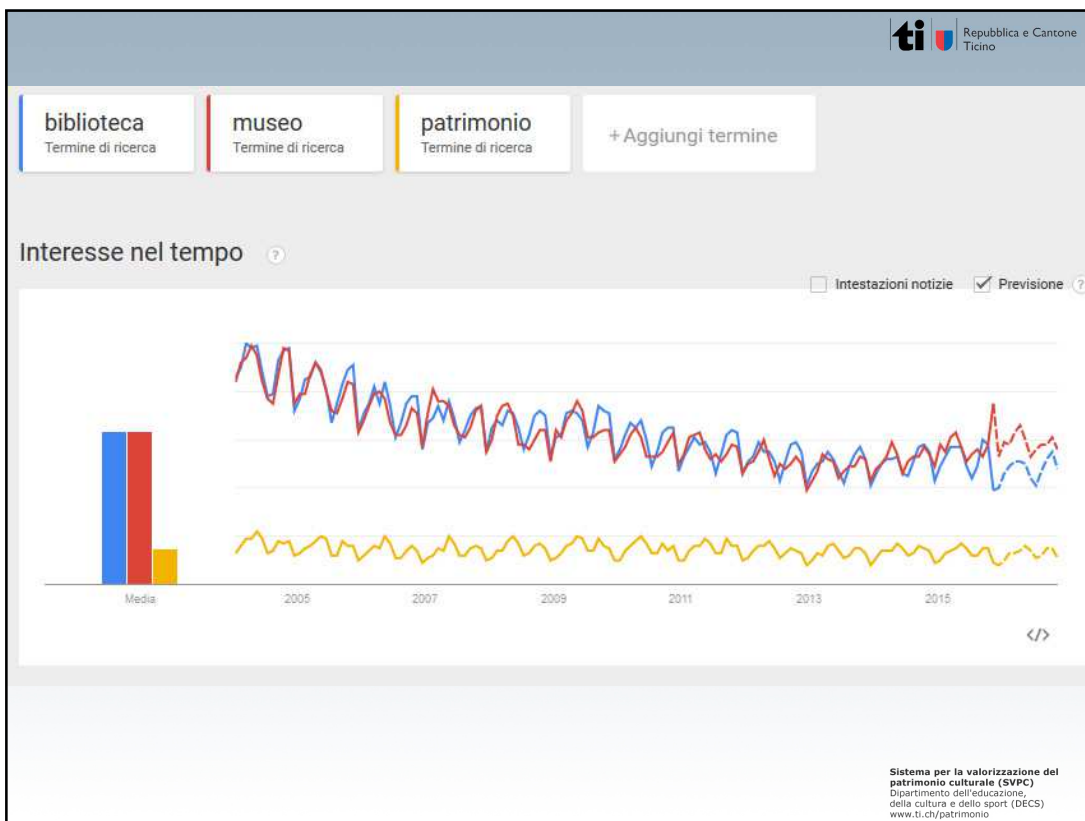 ti
Repubblica e Cantone
Ticino
biblioteca
Termine di ricerca
museo
Termine di ricerca
patrimonio
Termine di ricerca
+Aggiungi termine
Interesse nel tempo ?
Intestazioni notizie
Previsione ?
Media
2005
2007
2009
2011
2013
2015
</>
Sistema per la valorizzazione del
patrimonio culturale (SVPC)
Dipartimento dell'educazione,
della cultura e dello sport (DECS)
www.ti.ch/patrimonio